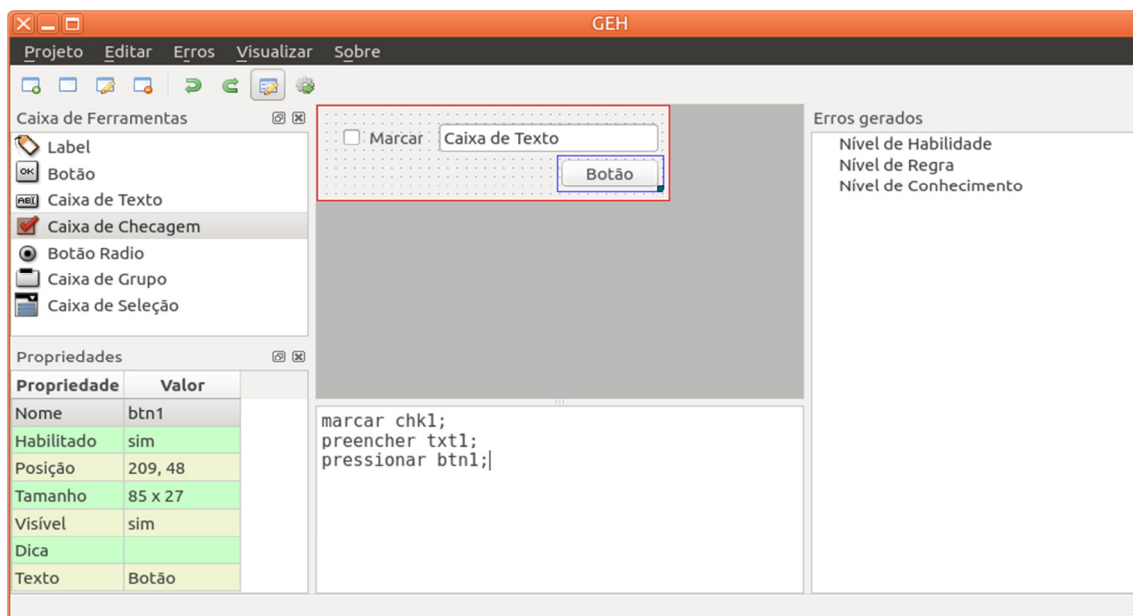 GEH
Projeto Editar Erros Visualizar Sobre
Caixa de Ferramentas
Label
OK Botão
ABI Caixa de Texto
Caixa de Checagem
Botão Radio
Caixa de Grupo
Caixa de Seleção
Propriedades
Propriedade Valor
Nome btn1
Habilitado sim
Posição 209, 48
Tamanho 85 x 27
Visível sim
Dica
Texto Botão
Marcar Caixa de Texto
Botão
marcar chk1;
preencher txt1;
pressionar btn1;
Erros gerados
Nível de Habilidade
Nível de Regra
Nível de Conhecimento